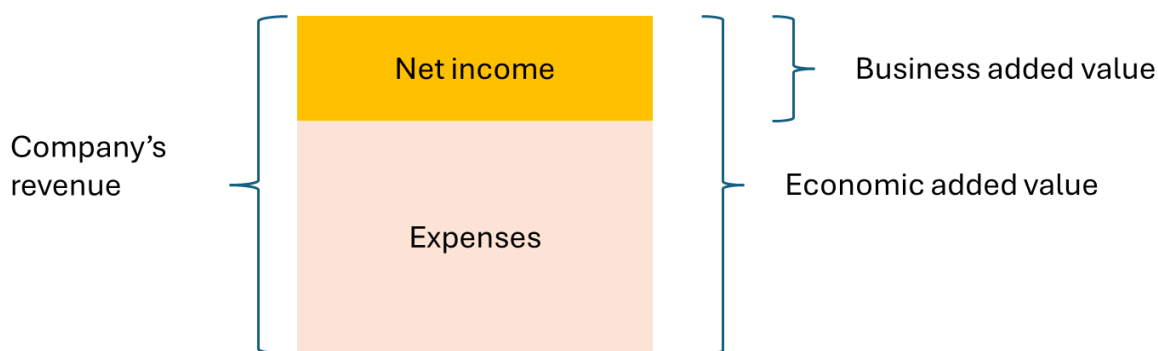 Net income
Business added value
Company’s
revenue
Economic added value
Expenses